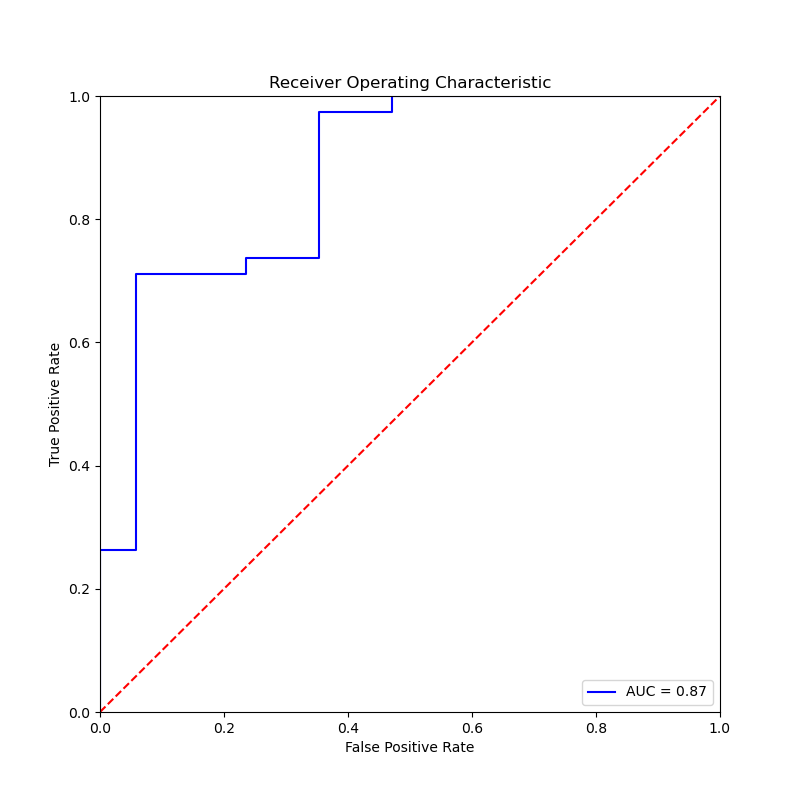 Receiver Operating Characteristic
True Positive Rate
1.0
0.8
0.6
0.4
0.2
0.0
0.0 0.2 0.4 0.6 0.8 1.0
False Positive Rate
AUC = 0.87